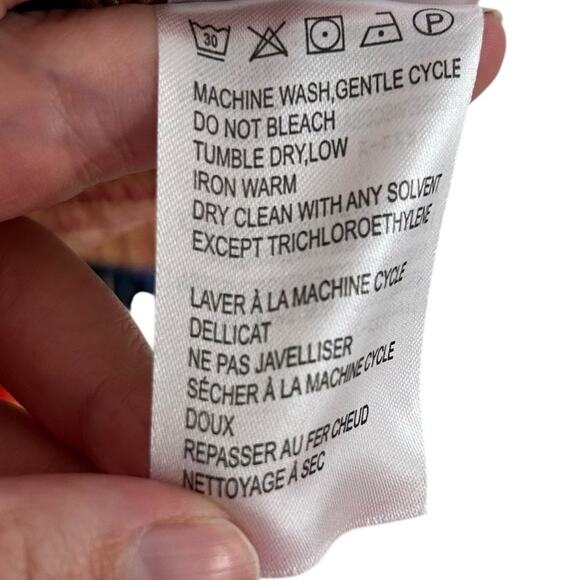 30 P
MACHINE WASH,GENTLE CYCLE
DO NOT BLEACH
TUMBLE DRY,LOW
IRON WARM
DRY CLEAN WITH ANY SOLVENT
EXCEPT TRICHLOROETHYLENE
LAVER À LA MACHINE CYCLE
DELLICAT
NE PAS JAVELLISER
SÉCHER À LA MACHINE CYCLE
DOUX
REPASSER AU FER CHEUD
NETTOYAGE À SEC